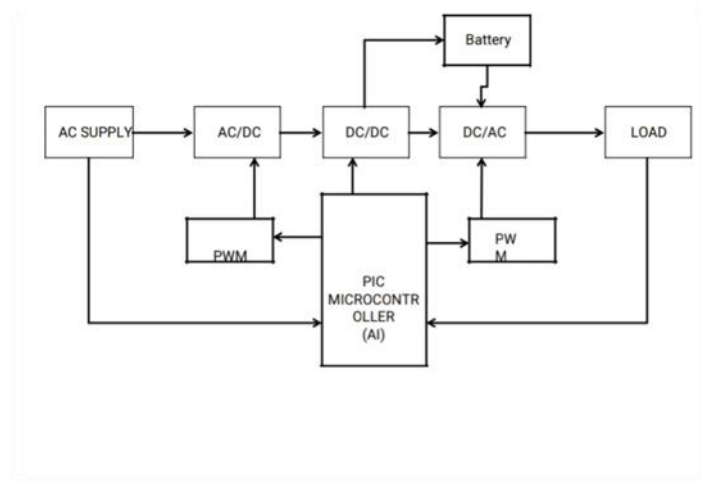 Battery
AC SUPPLY
AC/DC
DC/DC
DC/AC
LOAD
PWM
PW
M
PIC
MICROCONTR
OLLER
(AI)